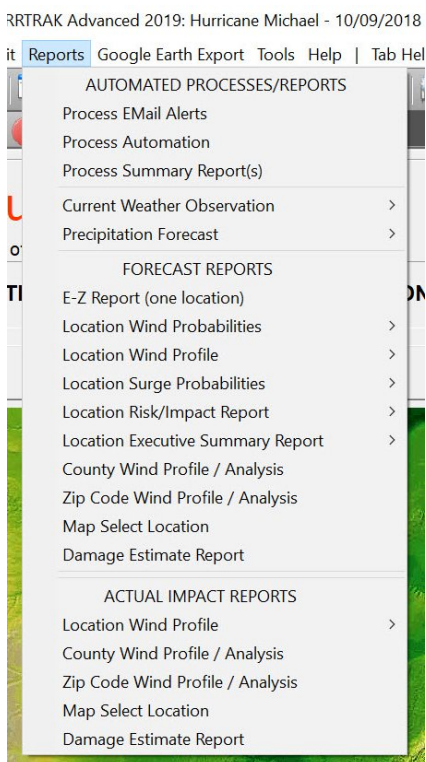 RRTRAK Advanced 2019: Hurricane Michael - 10/09/2018
it Reports Google Earth Export Tools Help | Tab Hel
AUTOMATED PROCESSES/REPORTS
Process EMail Alerts
Process Automation
Process Summary Report(s)
Current Weather Observation >
Precipitation Forecast >
FORECAST REPORTS
E-Z Report (one location)
Location Wind Probabilities >
Location Wind Profile >
Location Surge Probabilities >
Location Risk/Impact Report >
Location Executive Summary Report >
County Wind Profile / Analysis
Zip Code Wind Profile / Analysis
Map Select Location
Damage Estimate Report
ACTUAL IMPACT REPORTS
Location Wind Profile >
County Wind Profile / Analysis
Zip Code Wind Profile / Analysis
Map Select Location
Damage Estimate Report